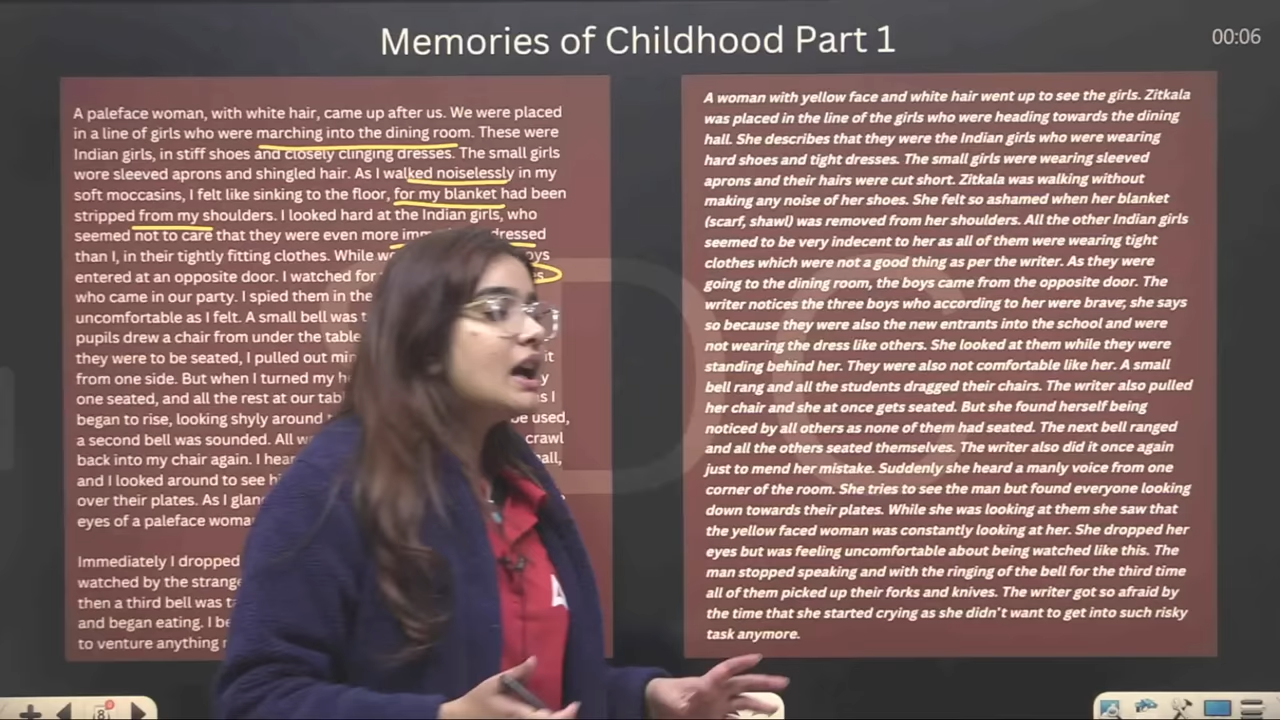 Memories of Childhood Part 1
00:06
A paleface woman, with white hair, came up after us. We were placed
in a line of girls who were marching into the dining room. These were
Indian girls, in stiff shoes and closely clinging dresses. The small girls
wore sleeved aprons and shingled hair. As I walked noiselessly in my
soft moccasins, I felt like sinking to the floor, for my blanket had been
stripped from my shoulders. I looked hard at the Indian girls, who
seemed not to care that they were even more
than I, in their tightly fitting clothes. While
entered at an opposite door. I watched for
who came in our party. I spied them in the
uncomfortable as I felt. A small bell was
pupils drew a chair from under the table
they were to be seated, I pulled out it
from one side. But when I turned my
one seated, and all the rest at our I
began to rise, looking shyly around used,
a second bell was sounded. All crawl
back into my chair again. I
and I looked around to see
over their plates. As I
eyes of a paleface
Immediately I dropped
watched by the
then a third bell was
and began eating. I
to venture anything
A woman with yellow face and white hair went up to see the girls. Zitkala
was placed in the line of the girls who were heading towards the dining
hall. She describes that they were the Indian girls who were wearing
hard shoes and tight dresses. The small girls were wearing sleeved
aprons and their hairs were cut short. Zitkala was walking without
making any noise of her shoes. She felt so ashamed when her blanket
(scarf, shawl) was removed from her shoulders. All the other Indian girls
seemed to be very indecent to her as all of them were wearing tight
clothes which were not a good thing as per the writer. As they were
going to the dining room, the boys came from the opposite door. The
writer notices the three boys who according to her were brave; she says
so because they were also the new entrants into the school and were
not wearing the dress like others. She looked at them while they were
standing behind her. They were also not comfortable like her. A small
bell rang and all the students dragged their chairs. The writer also pulled
her chair and she at once gets seated. But she found herself being
noticed by all others as none of them had seated. The next bell ranged
and all the others seated themselves. The writer also did it once again
just to mend her mistake. Suddenly she heard a manly voice from one
corner of the room. She tries to see the man but found everyone looking
down towards their plates. While she was looking at them she saw that
the yellow faced woman was constantly looking at her. She dropped her
eyes but was feeling uncomfortable about being watched like this. The
man stopped speaking and with the ringing of the bell for the third time
all of them picked up their forks and knives. The writer got so afraid by
the time that she started crying as she didn't want to get into such risky
task anymore.